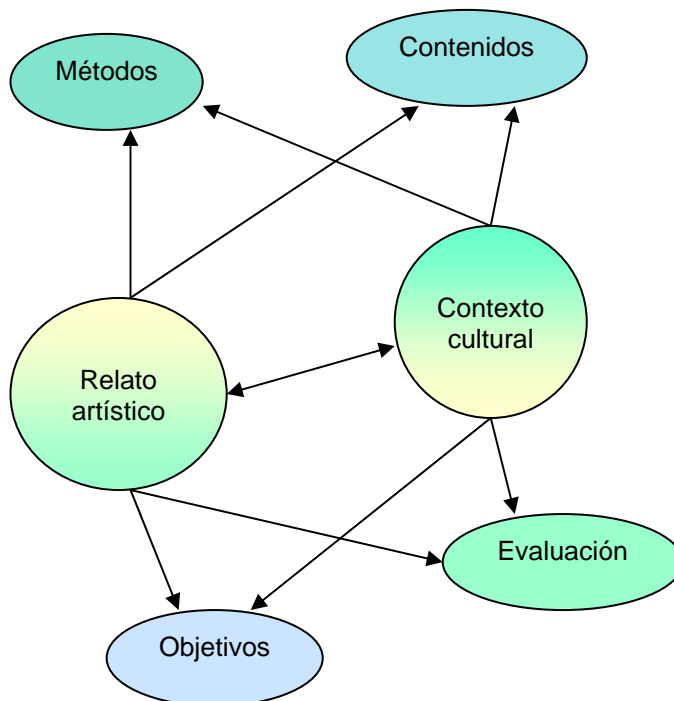 Métodos
Contenidos
Contexto
cultural
Relato
artístico
Evaluación
Objetivos